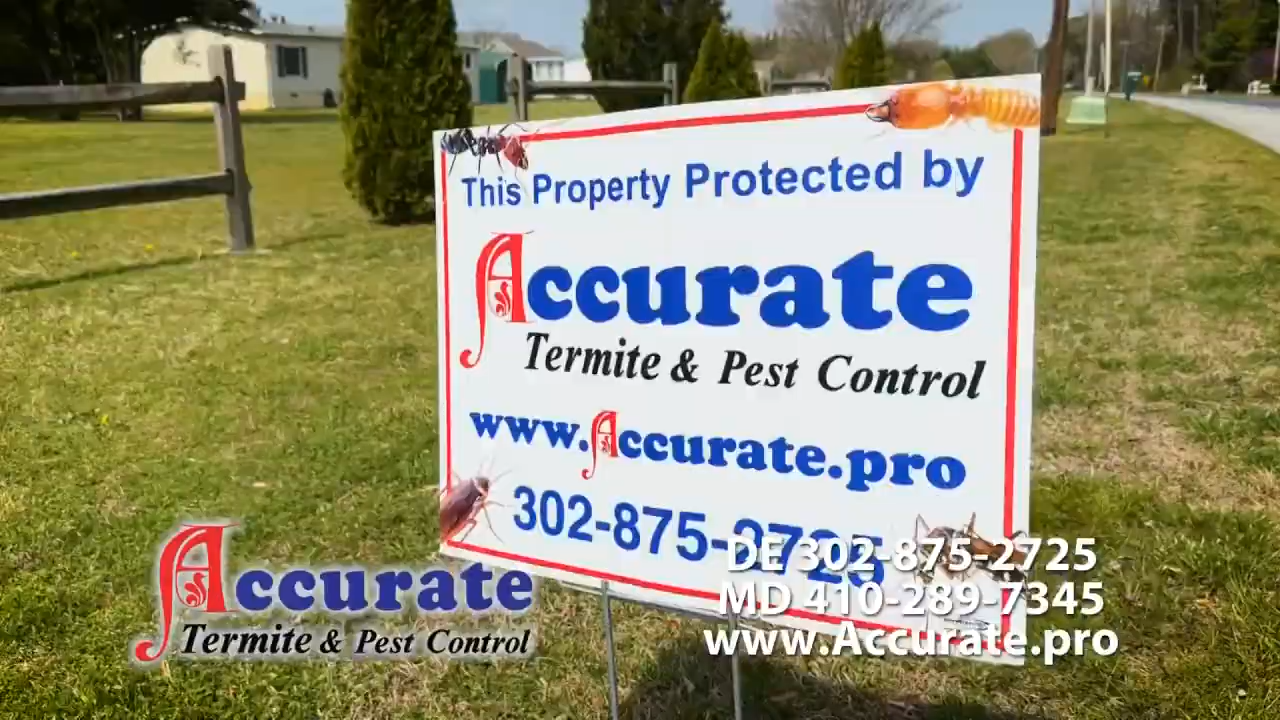 This Property Protected by
Accurate
Termite & Pest Control
www.Accurate.pro
302-875-2725
Accurate
Termite & Pest Control
DE 302-875-2725
MD 410-289-7345
www.Accurate.pro